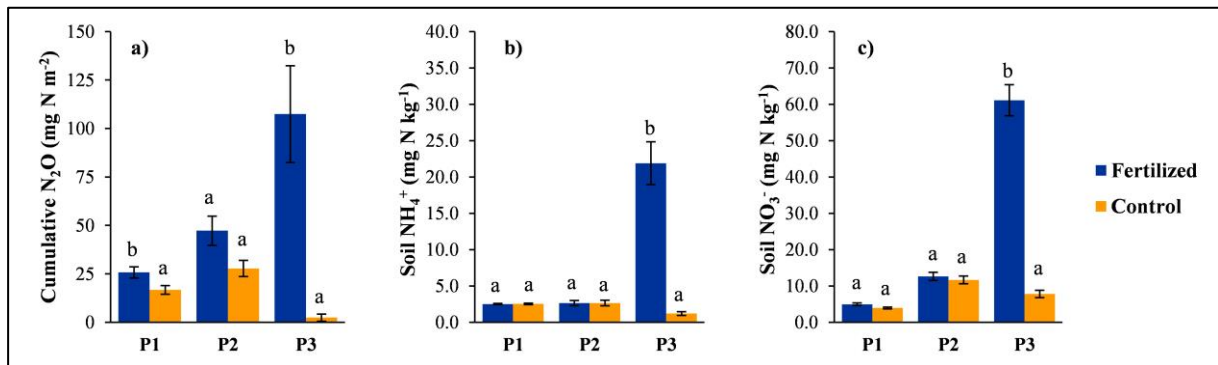 a)
Cumulative N₂O (mg N m⁻²)
150
125
100
75
50
25
0
b a
a a
b a
P1 P2 P3
b)
Soil NH₄⁺ (mg N kg⁻¹)
40.0
35.0
30.0
25.0
20.0
15.0
10.0
5.0
0.0
a a
a a
b a
P1 P2 P3
c)
Soil NO₃⁻ (mg N kg⁻¹)
80.0
70.0
60.0
50.0
40.0
30.0
20.0
10.0
0.0
a a
a a
b a
P1 P2 P3
Fertilized
Control